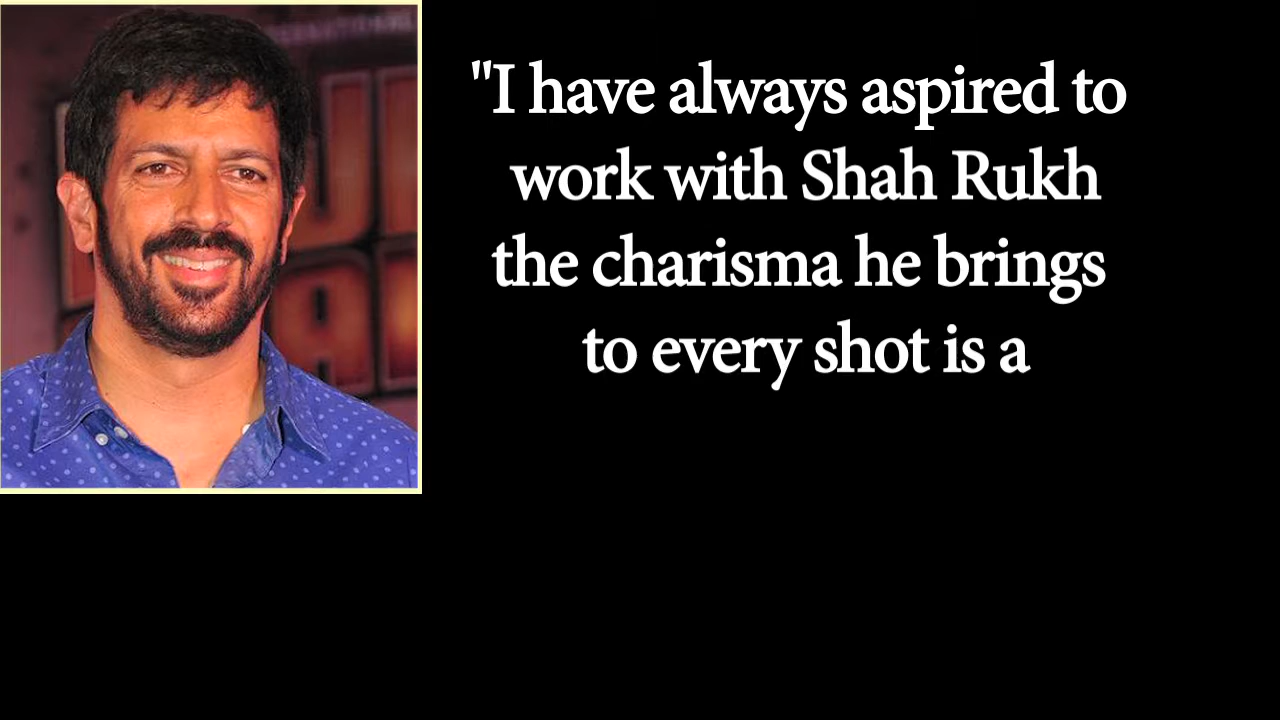 "I have always aspired to
work with Shah Rukh
the charisma he brings
to every shot is a